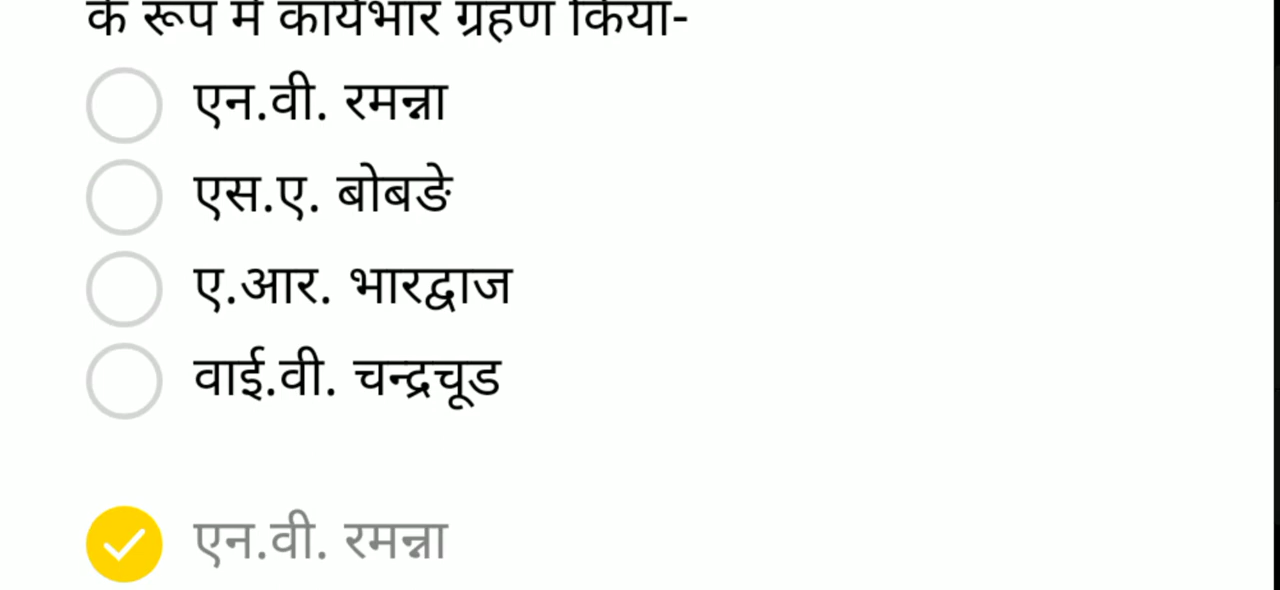 के रूप में कार्यभार ग्रहण किया-
एन.वी. रमन्ना
एस.ए. बोबडे
ए.आर. भारद्वाज
वाई.वी. चन्द्रचूड
एन.वी. रमन्ना